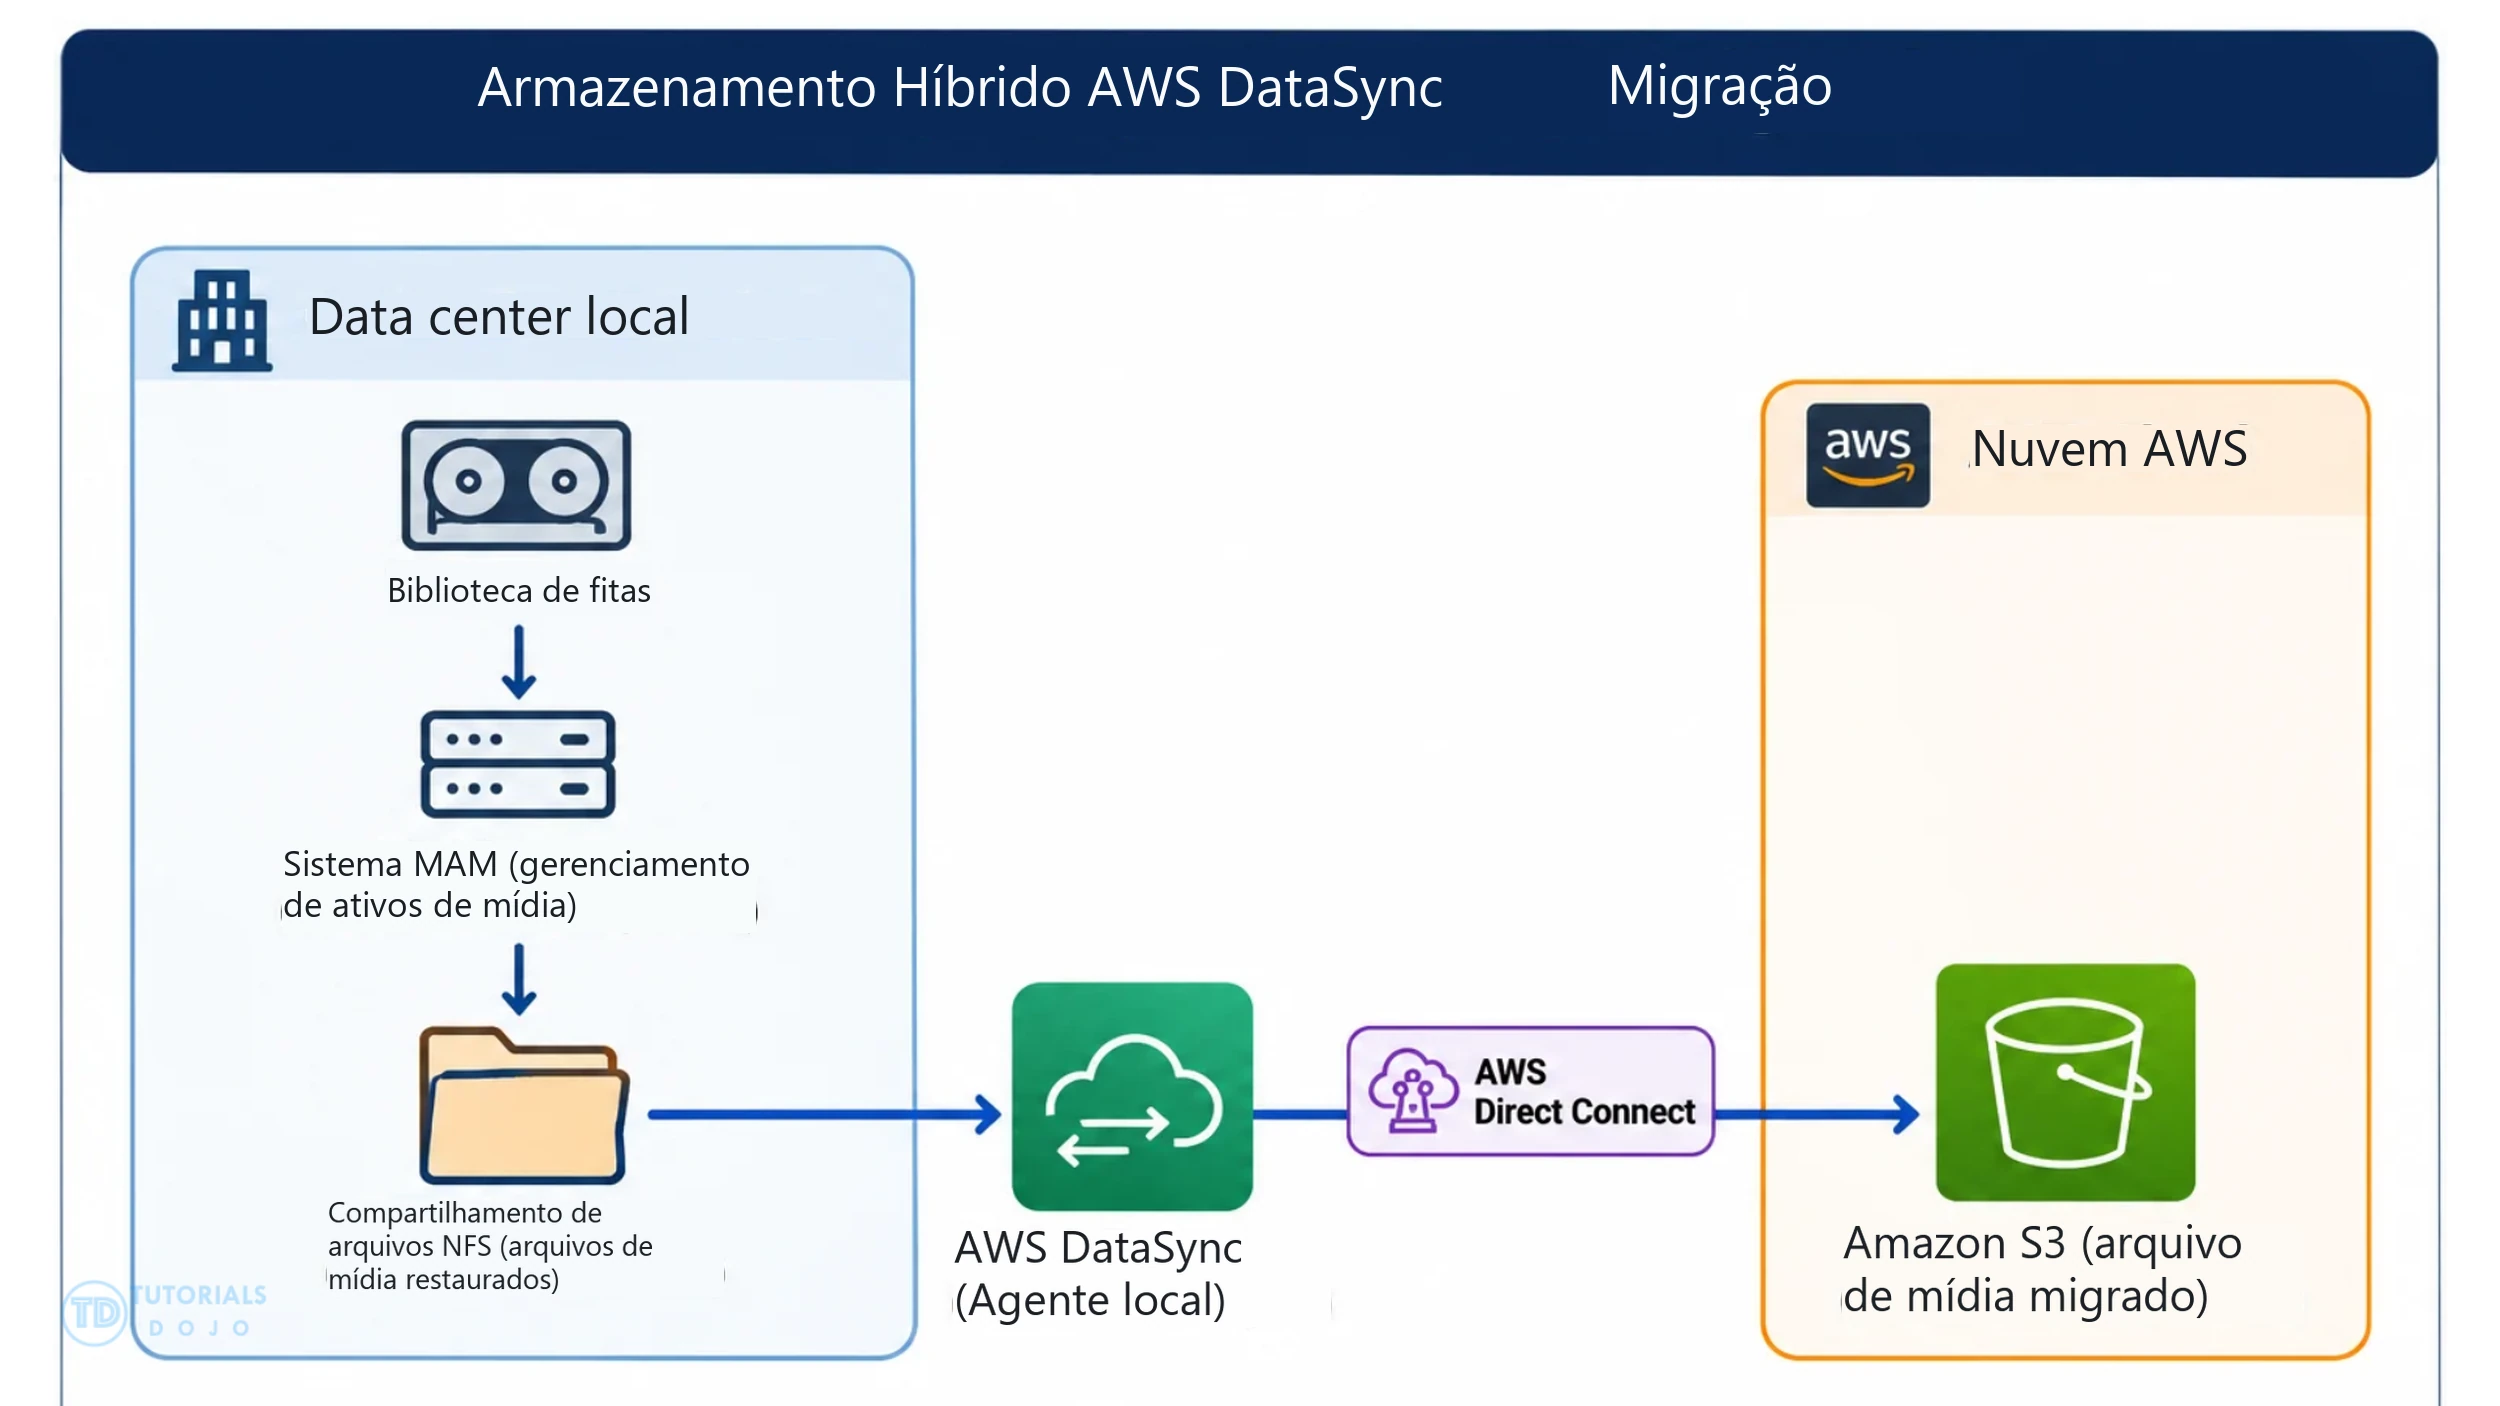 Armazenamento Híbrido AWS DataSync Migração
Data center local
aws
Nuvem AWS
Biblioteca de fitas
Sistema MAM (gerenciamento
de ativos de mídia)
AWS
Direct Connect
Compartilhamento de
arquivos NFS (arquivos de
mídia restaurados)
AWS DataSync
(Agente local)
Amazon S3 (arquivo
de mídia migrado)
TD
TUTORIALS
DOJO